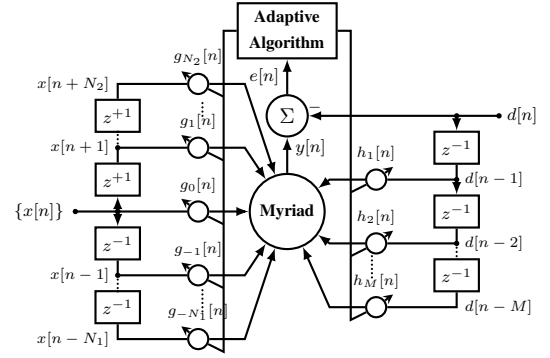 Adaptive
Algorithm
g_{N_2}[n]
x[n + N_2]
e[n]
z^{+1}
Σ
−
d[n]
g_1[n]
x[n + 1]
y[n]
h_1[n]
z^{-1}
z^{+1}
d[n − 1]
g_0[n]
{x[n]}
Myriad
h_2[n]
z^{-1}
z^{-1}
d[n − 2]
g_{-1}[n]
x[n − 1]
h_M[n]
z^{-1}
z^{-1}
g_{-N_1}[n]
d[n − M]
x[n − N_1]